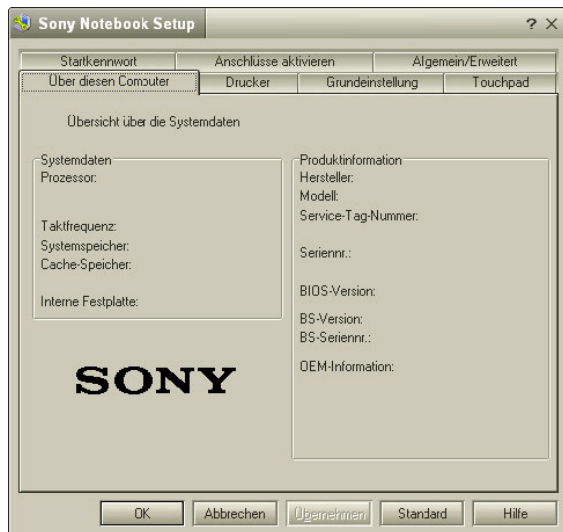 Sony Notebook Setup
Startkennwort Anschlüsse aktivieren Algemein/Erweitert
Über diesen Computer Drucker Grundeinstellung Touchpad
Übersicht über die Systemdaten
Systemdaten
Prozessor:
Taktfrequenz:
Systemspeicher:
Cache-Speicher:
Interne Festplatte:
SONY
Produktinformation
Hersteller:
Modell:
Service-Tag-Nummer:
Seriennr.:
BIOS-Version:
BS-Version:
BS-Seriennr.:
OEM-Information:
OK Abbrechen Übernehmen Standard Hilfe